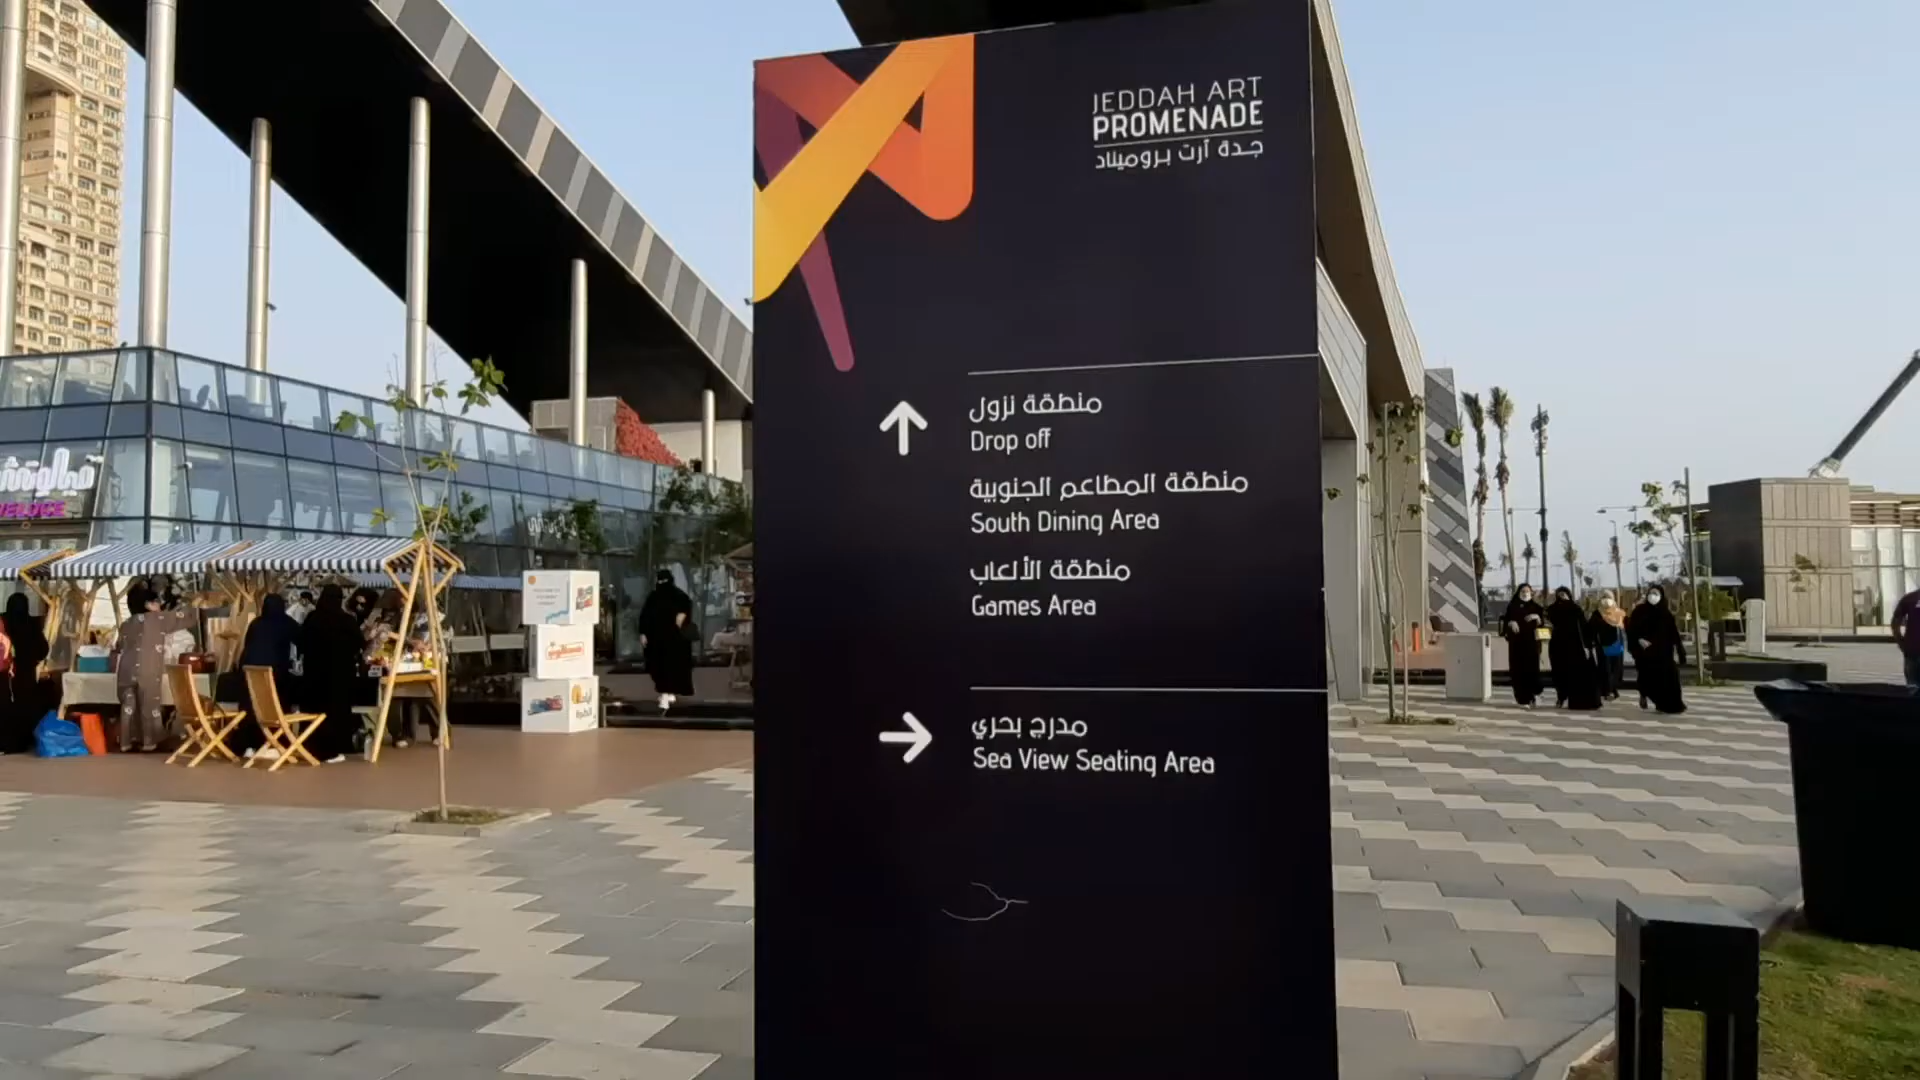 JEDDAH ART
PROMENADE
جدة آرت بروميناد
منطقة نزول
Drop off
منطقة المطاعم الجنوبية
South Dining Area
منطقة الألعاب
Games Area
مدرج بحري
Sea View Seating Area